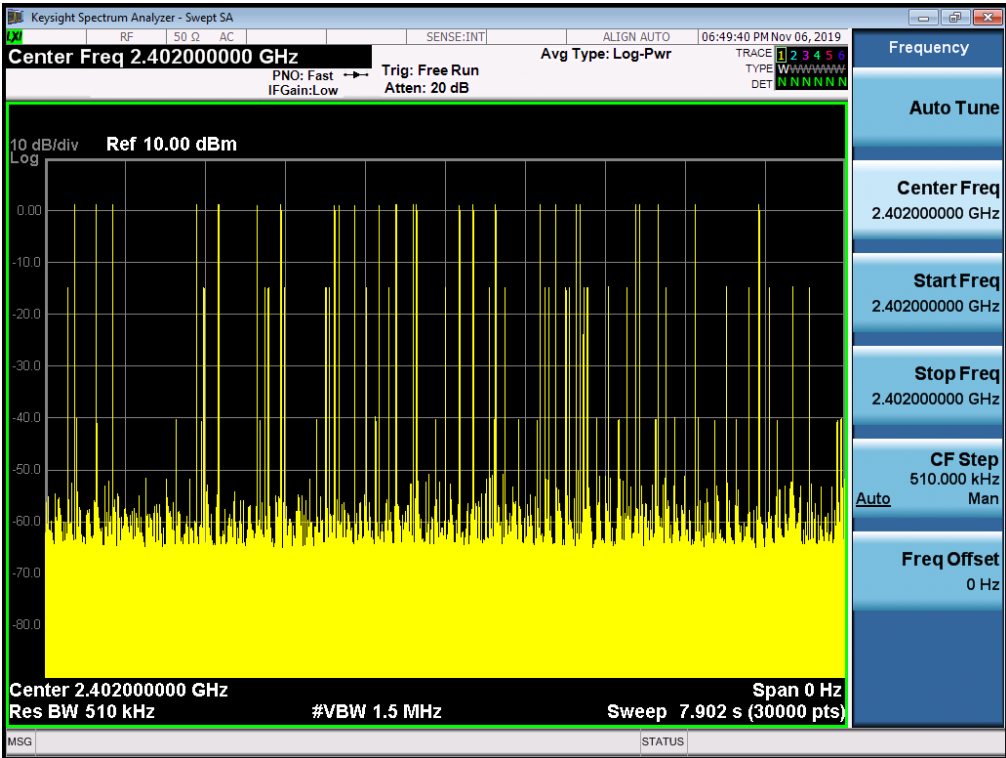 Keysight Spectrum Analyzer - Swept SA
LXI RF 50 Ω AC SENSE:INT ALIGN AUTO 06:49:40 PM Nov 06, 2019
Center Freq 2.402000000 GHz
PNO: Fast
IFGain:Low
Trig: Free Run
Atten: 20 dB
Avg Type: Log-Pwr
TRACE 1 2 3 4 5 6
TYPE WWWWWW
DET N N N N N N
10 dB/div Ref 10.00 dBm
Log
0.00
-10.0
-20.0
-30.0
-40.0
-50.0
-60.0
-70.0
-80.0
Center 2.402000000 GHz Span 0 Hz
Res BW 510 kHz #VBW 1.5 MHz Sweep 7.902 s (30000 pts)
MSG STATUS
Frequency
Auto Tune
Center Freq
2.402000000 GHz
Start Freq
2.402000000 GHz
Stop Freq
2.402000000 GHz
CF Step
510.000 kHz
Auto Man
Freq Offset
0 Hz